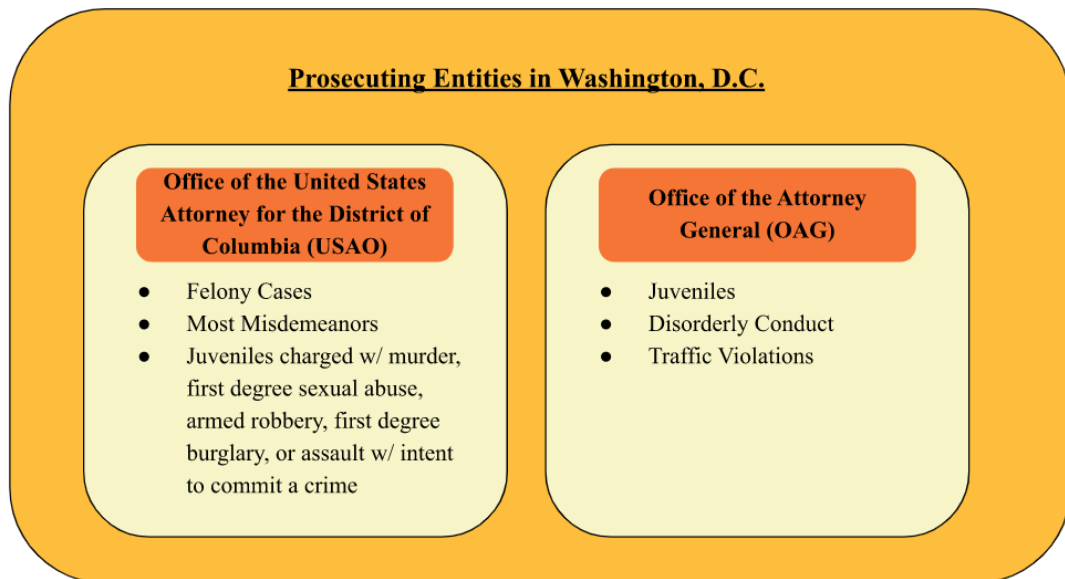 Prosecuting Entities in Washington, D.C.
Office of the United States
Attorney for the District of
Columbia (USAO)
● Felony Cases
● Most Misdemeanors
● Juveniles charged w/ murder,
first degree sexual abuse,
armed robbery, first degree
burglary, or assault w/ intent
to commit a crime
Office of the Attorney
General (OAG)
● Juveniles
● Disorderly Conduct
● Traffic Violations